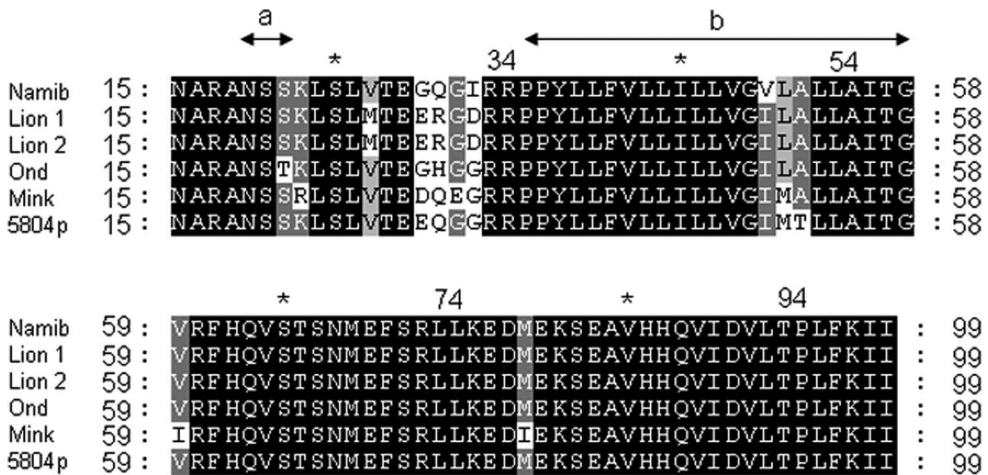 a b
* 34 * 54
Namib 15 : NARANSSKLSLVTEGQGIRRPPYLLFVLLILLVGVLALLAITG : 58
Lion 1 15 : NARANSSKLSLMTEERGDRRPPYLLFVLLILLVGILALLAITG : 58
Lion 2 15 : NARANSSKLSLMTEERGDRRPPYLLFVLLILLVGILALLAITG : 58
Ond 15 : NARANSTKLSLVTEGHGGRRPPYLLFVLLILLVGILALLAITG : 58
Mink 15 : NARANSSRLSLVTEDQEGRRPPYLLFVLLILLVGIMALLAITG : 58
5804p 15 : NARANSSKLSLVTEEQGGRRPPYLLFVLLILLVGIMTLLAITG : 58
* 74 * 94
Namib 59 : VRFHQVSTSNMEFSRLLKEDMEKSEAVHHQVIDVLTPLFKII : 99
Lion 1 59 : VRFHQVSTSNMEFSRLLKEDMEKSEAVHHQVIDVLTPLFKII : 99
Lion 2 59 : VRFHQVSTSNMEFSRLLKEDMEKSEAVHHQVIDVLTPLFKII : 99
Ond 59 : VRFHQVSTSNMEFSRLLKEDMEKSEAVHHQVIDVLTPLFKII : 99
Mink 59 : IRFHQVSTSNMEFSRLLKEDIEKSEAVHHQVIDVLTPLFKII : 99
5804p 59 : VRFHQVSTSNMEFSRLLKEDMEKSEAVHHQVIDVLTPLFKII : 99